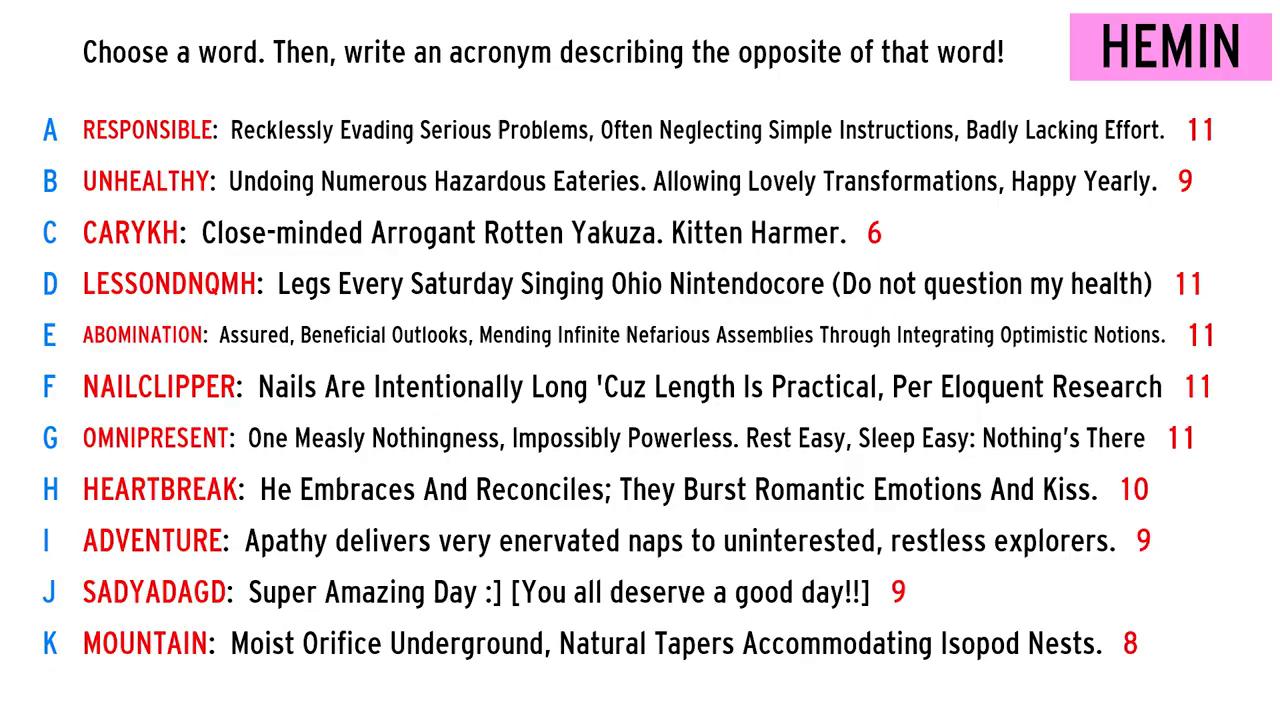 Choose a word. Then, write an acronym describing the opposite of that word!
HEMIN
A RESPONSIBLE: Recklessly Evading Serious Problems, Often Neglecting Simple Instructions, Badly Lacking Effort. 11
B UNHEALTHY: Undoing Numerous Hazardous Eateries. Allowing Lovely Transformations, Happy Yearly. 9
C CARYKH: Close-minded Arrogant Rotten Yakuza. Kitten Harmer. 6
D LESSONDNQMH: Legs Every Saturday Singing Ohio Nintendocore (Do not question my health) 11
E ABOMINATION: Assured, Beneficial Outlooks, Mending Infinite Nefarious Assemblies Through Integrating Optimistic Notions. 11
F NAILCLIPPER: Nails Are Intentionally Long 'Cuz Length Is Practical, Per Eloquent Research 11
G OMNIPRESENT: One Measly Nothingness, Impossibly Powerless. Rest Easy, Sleep Easy: Nothing's There 11
H HEARTBREAK: He Embraces And Reconciles; They Burst Romantic Emotions And Kiss. 10
I ADVENTURE: Apathy delivers very enervated naps to uninterested, restless explorers. 9
J SADYADAGD: Super Amazing Day :] [You all deserve a good day!!] 9
K MOUNTAIN: Moist Orifice Underground, Natural Tapers Accommodating Isopod Nests. 8